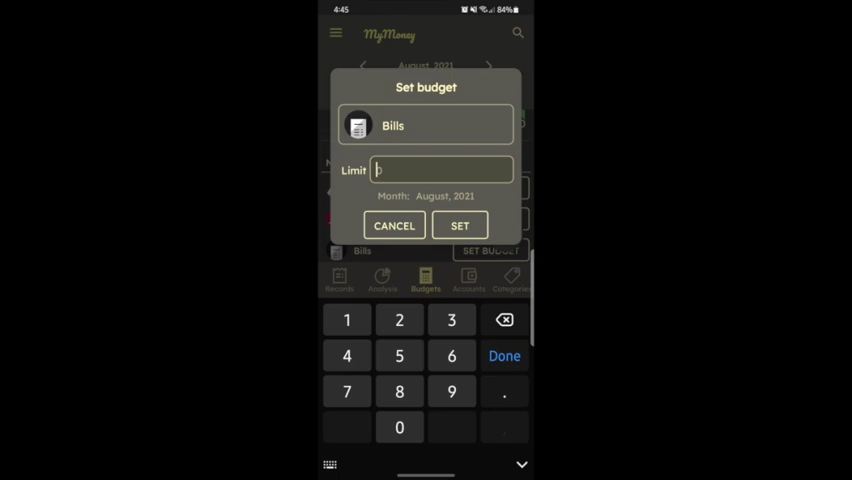 4:45 84%
MyMoney
August, 2021
Set budget
Bills
Limit 0
Month: August, 2021
CANCEL SET
Bills SET BUDGET
Records Analysis Budgets Accounts Categories
1 2 3
4 5 6 Done
7 8 9 .
0 ,